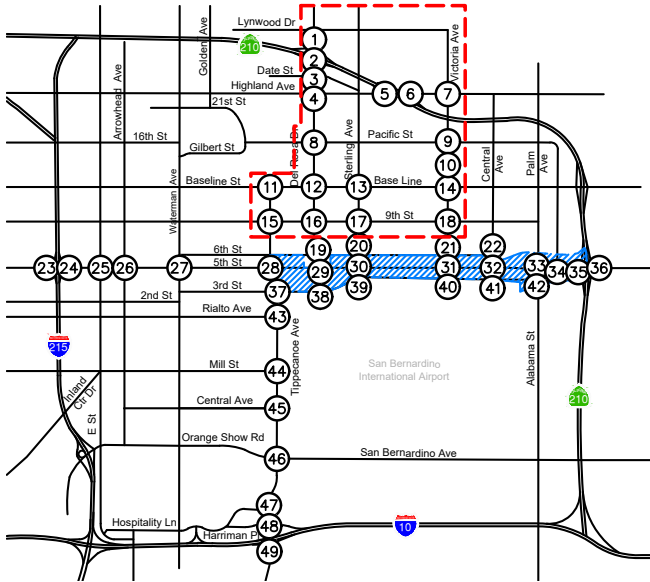 Lynwood Dr
210
Golden Ave
Victoria Ave
1
2
Date St
3
Arrowhead Ave
Highland Ave
4
5
6
7
21st St
16th St
Gilbert St
Del Rosa Dr
8
Sterling Ave
Pacific St
9
10
Central
Ave
Palm
Ave
Baseline St
11
12
13
Base Line
14
Waterman Ave
15
16
17
9th St
18
6th St
19
20
21
22
5th St
23
24
25
26
27
28
29
30
31
32
33
34
35
36
3rd St
37
38
39
40
41
42
2nd St
Rialto Ave
43
215
Tippecanoe Ave
Alabama St
Mill St
44
San Bernardino
International Airport
Inland
Ctr Dr
E St
Central Ave
45
210
Orange Show Rd
46
San Bernardino Ave
47
Hospitality Ln
48
10
Harriman P
49